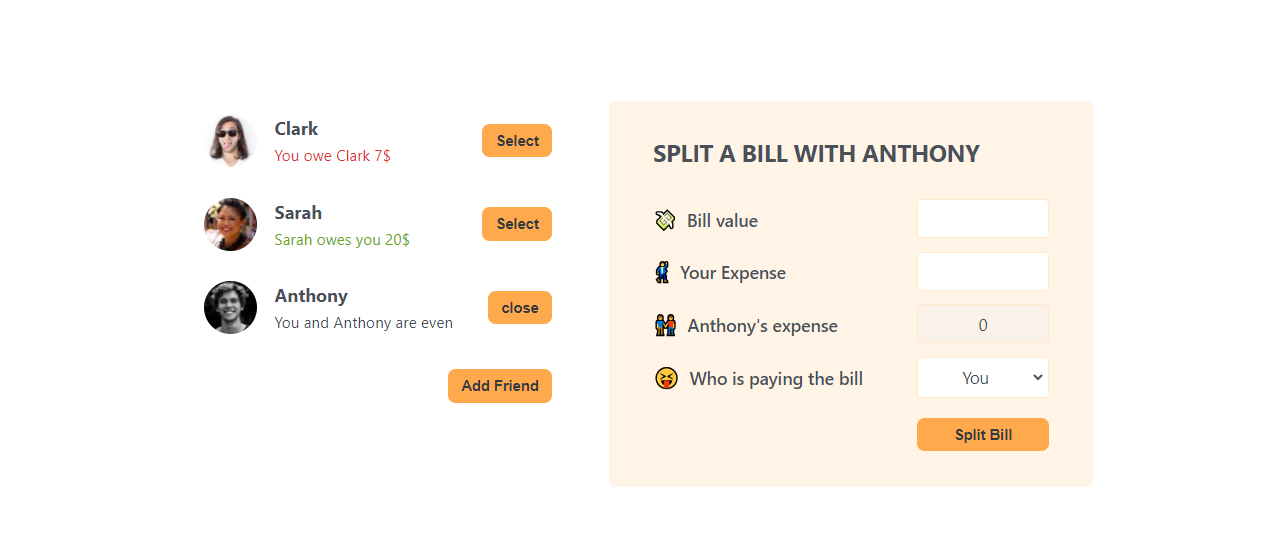 Clark
You owe Clark 7$
Select
Sarah
Sarah owes you 20$
Select
Anthony
You and Anthony are even
close
Add Friend
SPLIT A BILL WITH ANTHONY
Bill value
Your Expense
Anthony's expense
0
Who is paying the bill
You
Split Bill